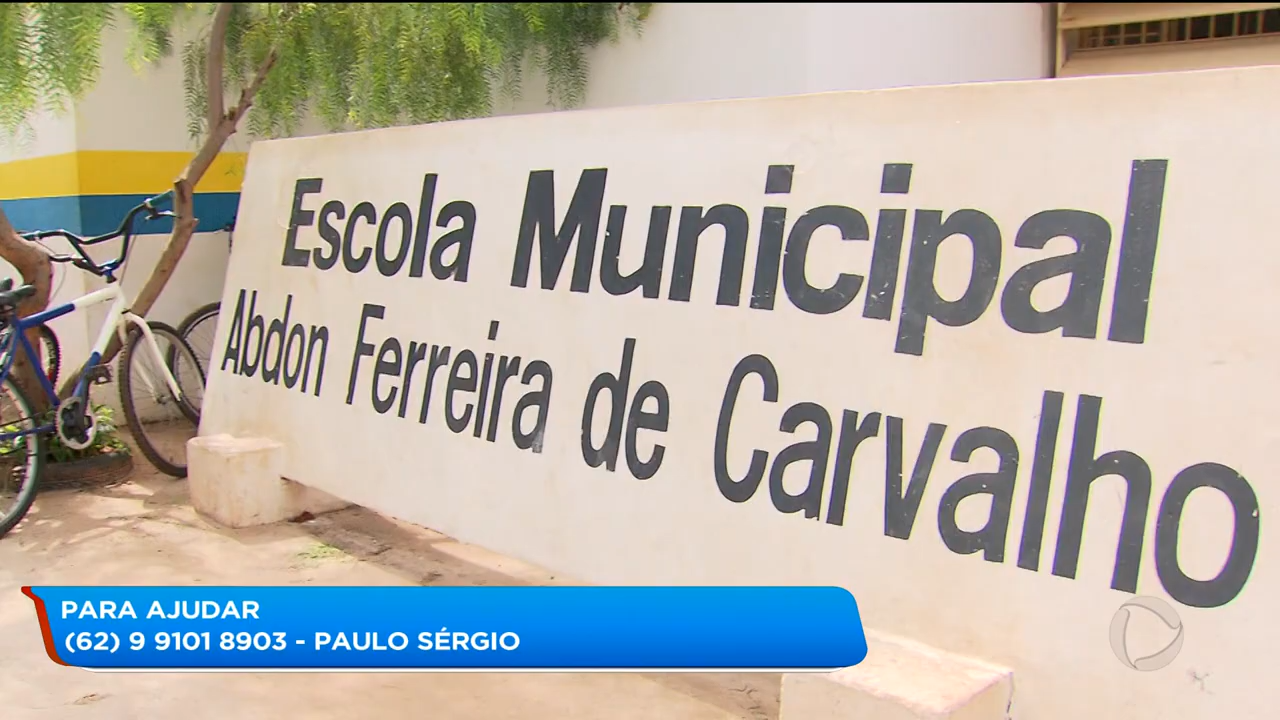 Escola Municipal
Abdon Ferreira de Carvalho
PARA AJUDAR
(62) 9 9101 8903 - PAULO SÉRGIO